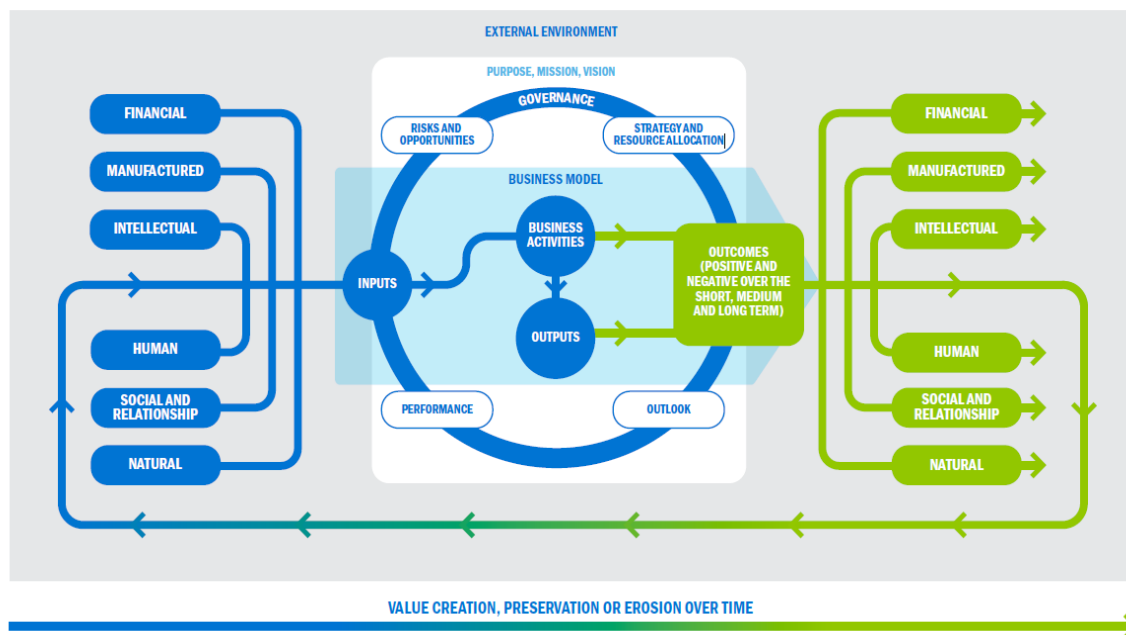 EXTERNAL ENVIRONMENT
PURPOSE, MISSION, VISION
GOVERNANCE
RISKS AND
OPPORTUNITIES
STRATEGY AND
RESOURCE ALLOCATION
FINANCIAL
MANUFACTURED
INTELLECTUAL
HUMAN
SOCIAL AND
RELATIONSHIP
NATURAL
BUSINESS MODEL
INPUTS
BUSINESS
ACTIVITIES
OUTPUTS
OUTCOMES
(POSITIVE AND
NEGATIVE OVER THE
SHORT, MEDIUM
AND LONG TERM)
PERFORMANCE
OUTLOOK
FINANCIAL
MANUFACTURED
INTELLECTUAL
HUMAN
SOCIAL AND
RELATIONSHIP
NATURAL
VALUE CREATION, PRESERVATION OR EROSION OVER TIME